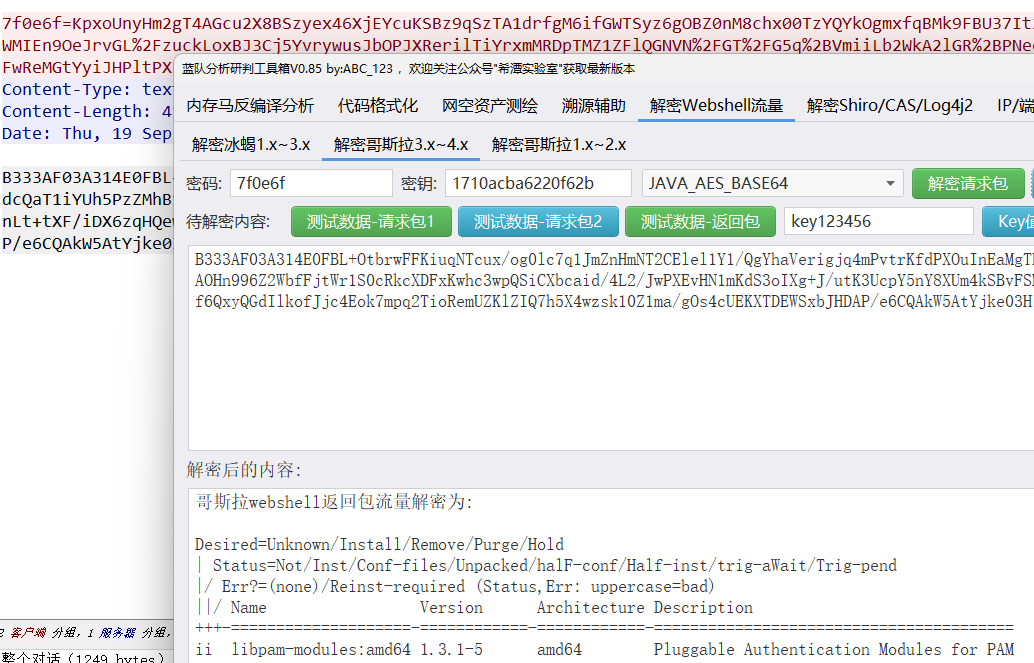 7f0e6f=KpxoUnyHm2gT4AGcu2X8BSzyex46XjEYcuKSBz9qSzTA1drfgM6ifGWTSyz6gOBZ0nM8chx00TzYQYkOgmxfqBMk9FBU37It
WMIEn9OeJrvGL%2FzuckLoxBJ3Cj5YvrywusJbOPJXRerilTiYrxmMRDpTMZ1ZFlQGNVN%2FGT%2FG5q%2BVmiiLb2WkA2lGR%2BPNe
FwReMGtYyiJHPltPX
Content-Type: tex
Content-Length: 4
Date: Thu, 19 Sep
B333AF03A314E0FBL
dcQaT1iYUh5PzZMhB
nLt+tXF/iDX6zqHQe
P/e6CQAkW5AtYjke0
蓝队分析研判工具箱V0.85 by:ABC_123 ，欢迎关注公众号"希潭实验室"获取最新版本
内存马反编译分析 代码格式化 网空资产测绘 溯源辅助 解密Webshell流量 解密Shiro/CAS/Log4j2 IP/端
解密冰蝎1.x~3.x 解密哥斯拉3.x~4.x 解密哥斯拉1.x~2.x
密码: 7f0e6f 密钥: 1710acba6220f62b JAVA_AES_BASE64 解密请求包
待解密内容: 测试数据-请求包1 测试数据-请求包2 测试数据-返回包 key123456 Key值
B333AF03A314E0FBL+OtbrwFFKiuqNTcux/og0lc7q1JmZnHmNT2CElel1Y1/QgYhaVerigjq4mPvtrKfdPXOuInEaMgT
AOHn996Z2WbfFjtWr1S0cRkcXDFxKwhc3wpQSiCXbcaid/4L2/JwPXEvHN1mKdS3oIXg+J/utK3UcpY5nY8XUm4kSBvFS
f6QxyQGdIlkofJjc4Eok7mpq2TioRemUZKlZIQ7h5X4wzsk1OZ1ma/gOs4cUEKXTDEWSxbJHDAP/e6CQAkW5AtYjke03H
解密后的内容:
哥斯拉webshell返回包流量解密为:
Desired=Unknown/Install/Remove/Purge/Hold
| Status=Not/Inst/Conf-files/Unpacked/halF-conf/Half-inst/trig-aWait/Trig-pend
|/ Err?=(none)/Reinst-required (Status,Err: uppercase=bad)
||/ Name Version Architecture Description
+++-====================-============-============-========================================
ii libpam-modules:amd64 1.3.1-5 amd64 Pluggable Authentication Modules for PAM
2 客户端 分组，1 服务器 分组，
整个对话 (1249 bytes)